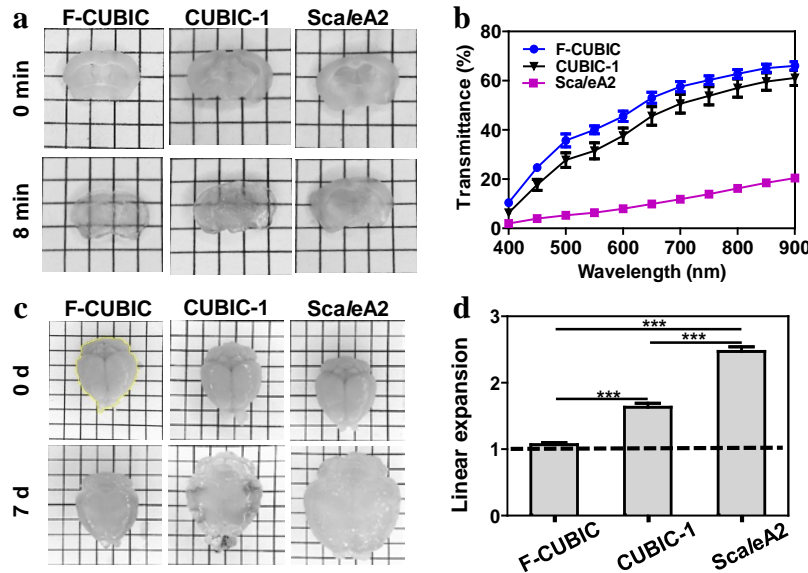 a
F-CUBIC CUBIC-1 ScaleA2
0 min
8 min
b
Transmittance (%)
80
60
40
20
0
F-CUBIC
CUBIC-1
ScaleA2
400 500 600 700 800 900
Wavelength (nm)
c
F-CUBIC CUBIC-1 ScaleA2
0 d
7 d
d
Linear expansion
3
2
1
0
***
***
***
F-CUBIC CUBIC-1 ScaleA2